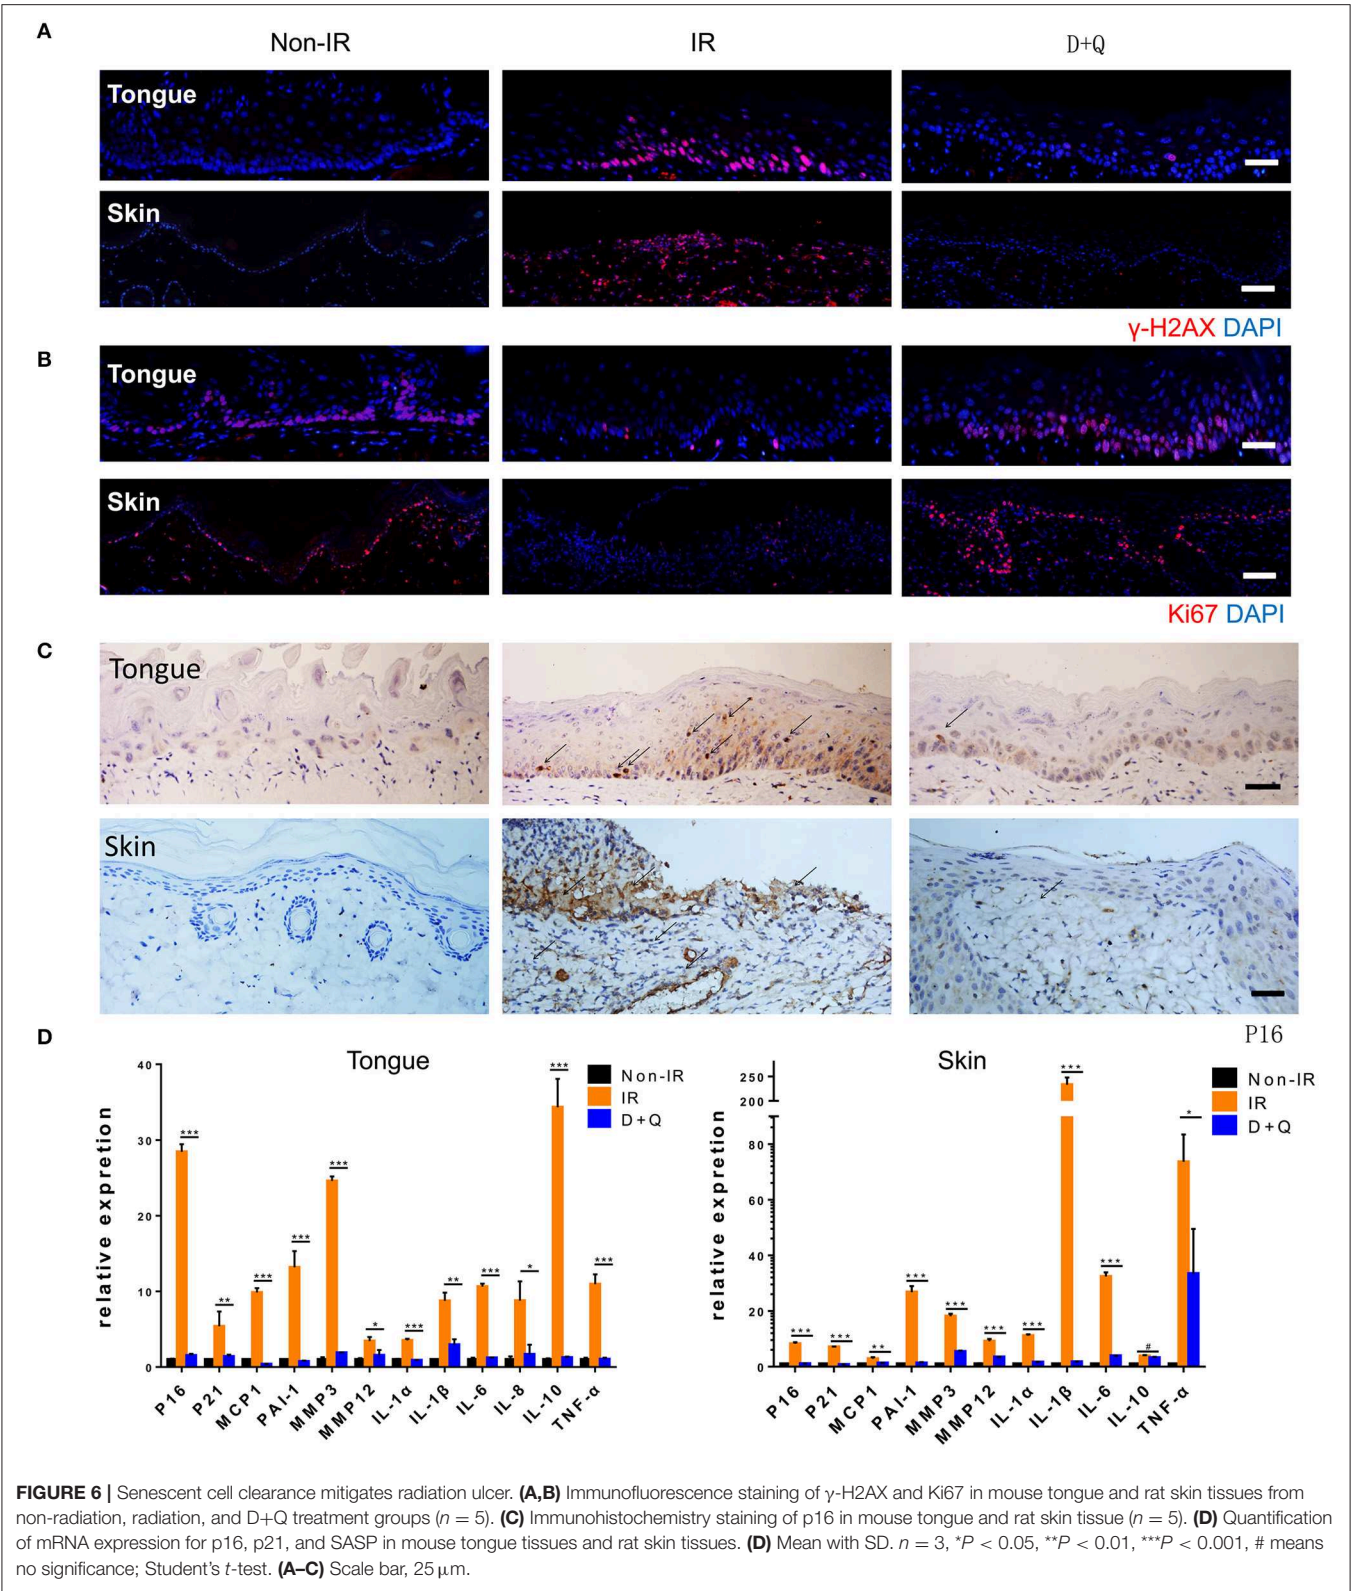 A
Non-IR
IR
D+Q
Tongue
Skin
γ-H2AX DAPI
B
Tongue
Skin
Ki67 DAPI
C
Tongue
Skin
P16
D
Tongue
relative expretion
40
30
20
10
0
***
**
***
***
***
*
***
**
***
*
***
***
Non-IR
IR
D+Q
P16
P21
MCP1
PAI-1
MMP3
MMP12
IL-1α
IL-1β
IL-6
IL-8
IL-10
TNF-α
Skin
relative expretion
250
200
80
60
40
20
0
***
***
**
***
***
***
***
***
***
#
*
Non-IR
IR
D+Q
P16
P21
MCP1
PAI-1
MMP3
MMP12
IL-1α
IL-1β
IL-6
IL-10
TNF-α
FIGURE 6 | Senescent cell clearance mitigates radiation ulcer. (A,B) Immunofluorescence staining of γ-H2AX and Ki67 in mouse tongue and rat skin tissues from
non-radiation, radiation, and D+Q treatment groups (n = 5). (C) Immunohistochemistry staining of p16 in mouse tongue and rat skin tissue (n = 5). (D) Quantification
of mRNA expression for p16, p21, and SASP in mouse tongue tissues and rat skin tissues. (D) Mean with SD. n = 3, *P < 0.05, **P < 0.01, ***P < 0.001, # means
no significance; Student's t-test. (A–C) Scale bar, 25 μm.